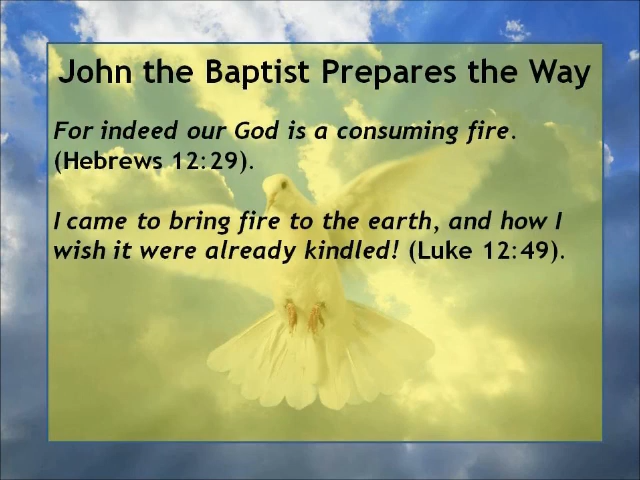 John the Baptist Prepares the Way
For indeed our God is a consuming fire.
(Hebrews 12:29).
I came to bring fire to the earth, and how I
wish it were already kindled! (Luke 12:49).